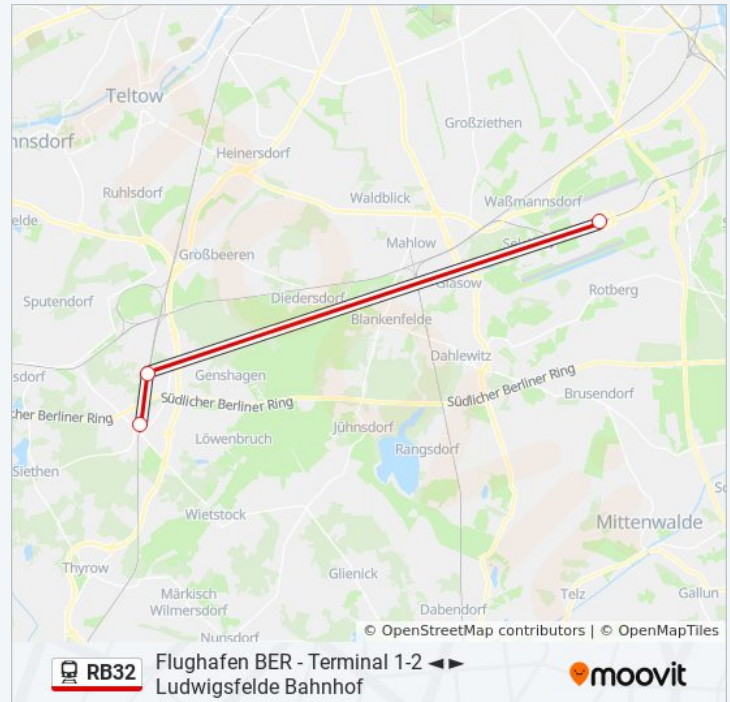 Teltow
Großziethen
nnsdorf
Heinersdorf
Ruhlsdorf
Waldblick
Waßmannsdorf
elde
Mahlow
Großbeeren
Rotberg
Glasow
Diedersdorf
Sputendorf
Blankenfelde
Dahlewitz
sdorf
Genshagen
Südlicher Berliner Ring
Südlicher Berliner Ring
Brusendorf
cher Berliner Ring
Jühnsdorf
Löwenbruch
Rangsdorf
Siethen
Wietstock
Mittenwalde
Thyrow
Glienick
Märkisch
Wilmersdorf
Telz
Gallun
Dabendorf
Nunsdorf
© OpenStreetMap contributors | © OpenMapTiles
RB32
Flughafen BER - Terminal 1-2 ◄►
Ludwigsfelde Bahnhof
moovit